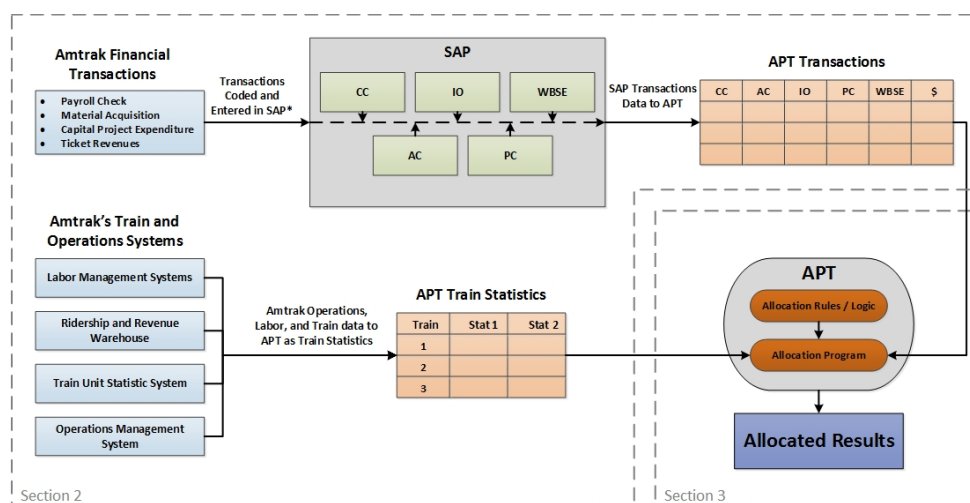 Amtrak Financial
Transactions
• Payroll Check
• Material Acquisition
• Capital Project Expenditure
• Ticket Revenues
Transactions
Coded and
Entered in SAP*
SAP
CC
IO
WBSE
AC
PC
SAP Transactions
Data to APT
APT Transactions
CC AC IO PC WBSE $
Amtrak's Train and
Operations Systems
Labor Management Systems
Ridership and Revenue
Warehouse
Train Unit Statistic System
Operations Management
System
Amtrak Operations,
Labor, and Train data to
APT as Train Statistics
APT Train Statistics
Train Stat 1 Stat 2
1
2
3
APT
Allocation Rules / Logic
Allocation Program
Allocated Results
Section 2
Section 3